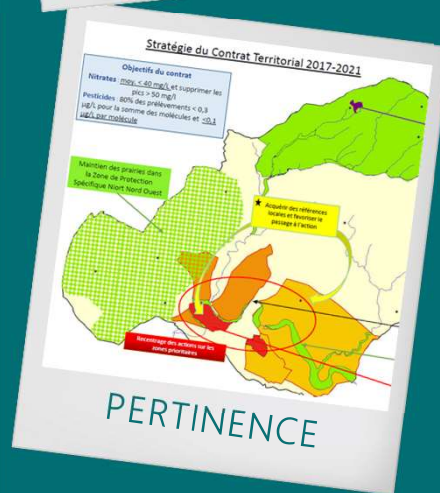 Stratégie du Contrat Territorial 2017-2021
Objectifs du contrat
Nitrates : moy. < 40 mg/L et supprimer les
pics > 50 mg/l
Pesticides : 80% des prélèvements < 0,3
µg/L pour la somme des molécules et <0,1
µg/L par molécule
Maintien des prairies dans
la Zone de Protection
Spécifique Niort Nord Ouest
Acquérir des références
locales et favoriser le
passage à l'action
Recentrage des actions sur les
zones prioritaires
PERTINENCE